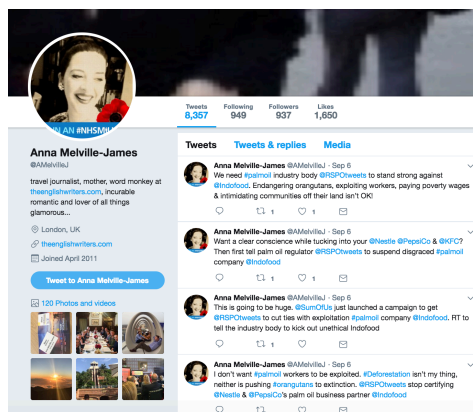 IN AN #NHSM
Tweets Following Followers Likes
8,357 949 937 1,650
Anna Melville-James
@AMelvilleJ
travel journalist, mother, word monkey at
theenglishwriters.com, incurable
romantic and lover of all things
glamorous...
London, UK
theenglishwriters.com
Joined April 2011
Tweet to Anna Melville-James
120 Photos and videos
Tweets Tweets & replies Media
Anna Melville-James @AMelvilleJ · Sep 6
We need #palmoil industry body @RSPOtweets to stand strong against
@Indofood. Endangering orangutans, exploiting workers, paying poverty wages
& intimidating communities off their land isn't OK!
1 1
Anna Melville-James @AMelvilleJ · Sep 6
Want a clear conscience while tucking into your @Nestle @PepsiCo & @KFC?
Then first tell palm oil regulator @RSPOtweets to suspend disgraced #palmoil
company @Indofood
1 1
Anna Melville-James @AMelvilleJ · Sep 6
This is going to be huge. @SumOfUs just launched a campaign to get
@RSPOtweets to cut ties with exploitation #palmoil company @Indofood. RT to
tell the industry body to kick out unethical Indofood
1
Anna Melville-James @AMelvilleJ · Sep 6
I don't want #palmoil workers to be exploited. #Deforestation isn't my thing,
neither is pushing #orangutans to extinction. @RSPOtweets stop certifying
@Nestle & @PepsiCo's palm oil business partner @Indofood
1